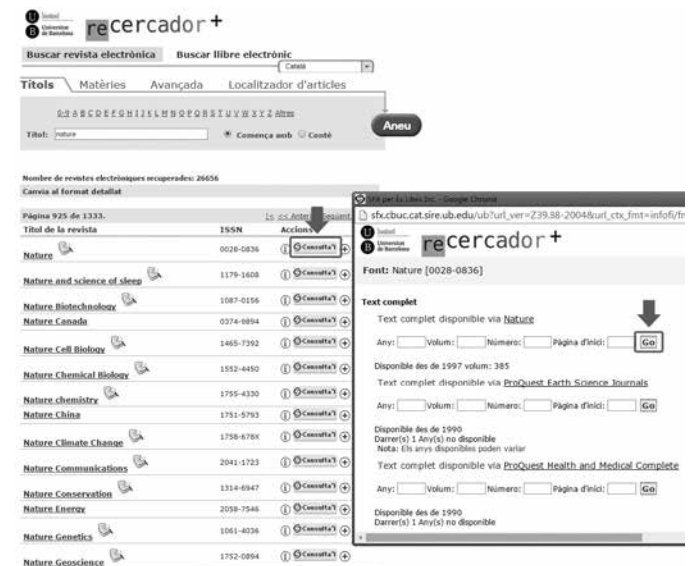 Universitat
de Barcelona
recercador+
Buscar revista electrònica Buscar llibre electrònic
Català
Títols Matèries Avançada Localitzador d'articles
0-9 A B C D E F G H I J K L M N O P Q R S T U V W X Y Z Altres
Títol: nature Comença amb Conté
Aneu
Nombre de revistes electròniques recuperades: 26656
Canvia al format detallat
Pàgina 925 de 1333.
Títol de la revista ISSN Accions
Nature 0028-0836 Consulta't
Nature and science of sleep 1179-1608 Consulta't
Nature Biotechnology 1087-0156 Consulta't
Nature Canada 0374-9894 Consulta't
Nature Cell Biology 1465-7392 Consulta't
Nature Chemical Biology 1552-4450 Consulta't
Nature chemistry 1755-4330 Consulta't
Nature China 1751-5793 Consulta't
Nature Climate Change 1758-678X Consulta't
Nature Communications 2041-1723 Consulta't
Nature Conservation 1314-6947 Consulta't
Nature Energy 2058-7546 Consulta't
Nature Genetics 1061-4036 Consulta't
Nature Geoscience 1752-0894 Consulta't
SFX per Ex Libris Inc. - Google Chrome
sfx.cbuc.cat.sire.ub.edu/ub?url_ver=Z39.88-2004&url_ctx_fmt=infofi/fm
Universitat
de Barcelona
recercador+
Font: Nature [0028-0836]
Text complet
Text complet disponible via Nature
Any: Volum: Número: Pàgina d'inici: Go
Disponible des de 1997 volum: 385
Text complet disponible via ProQuest Earth Science Journals
Any: Volum: Número: Pàgina d'inici: Go
Disponible des de 1990
Darrer(s) 1 Any(s) no disponible
Nota: Els anys disponibles poden variar
Text complet disponible via ProQuest Health and Medical Complete
Any: Volum: Número: Pàgina d'inici: Go
Disponible des de 1990
Darrer(s) 1 Any(s) no disponible